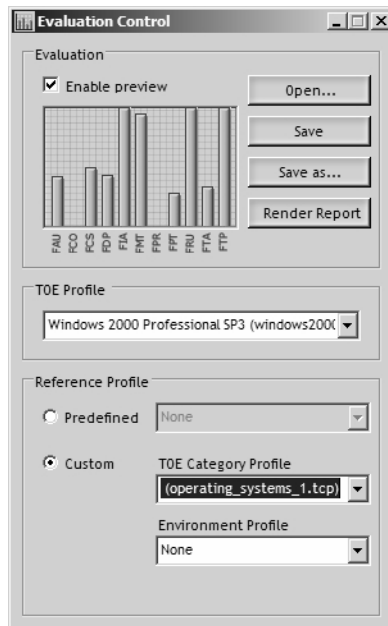 Evaluation Control
Evaluation
Enable preview
Open...
Save
Save as...
Render Report
FAU FCO FCS FDP FIA FMT FPR FPT FRU FTA FTP
TOE Profile
Windows 2000 Professional SP3 (windows200(
Reference Profile
Predefined None
Custom TOE Category Profile
(operating_systems_1.tcp)
Environment Profile
None